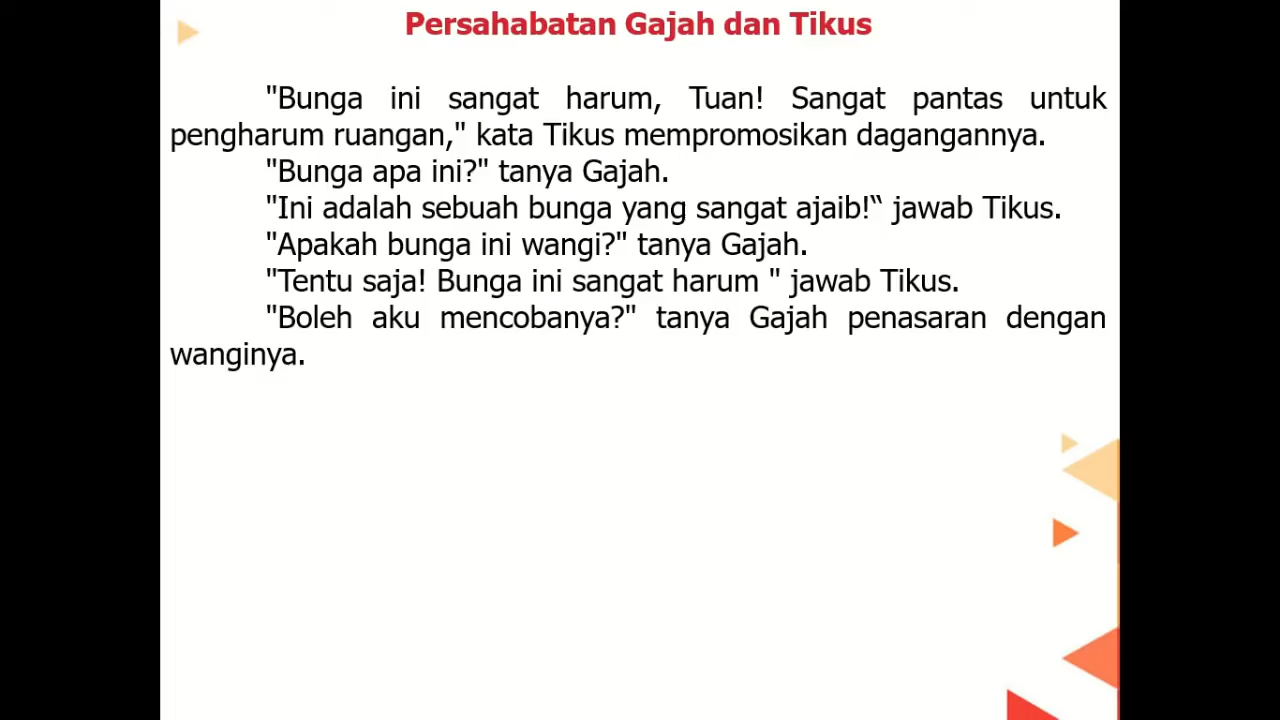 Persahabatan Gajah dan Tikus
"Bunga ini sangat harum, Tuan! Sangat pantas untuk
pengharum ruangan," kata Tikus mempromosikan dagangannya.
"Bunga apa ini?" tanya Gajah.
"Ini adalah sebuah bunga yang sangat ajaib!“ jawab Tikus.
"Apakah bunga ini wangi?" tanya Gajah.
"Tentu saja! Bunga ini sangat harum " jawab Tikus.
"Boleh aku mencobanya?" tanya Gajah penasaran dengan
wanginya.